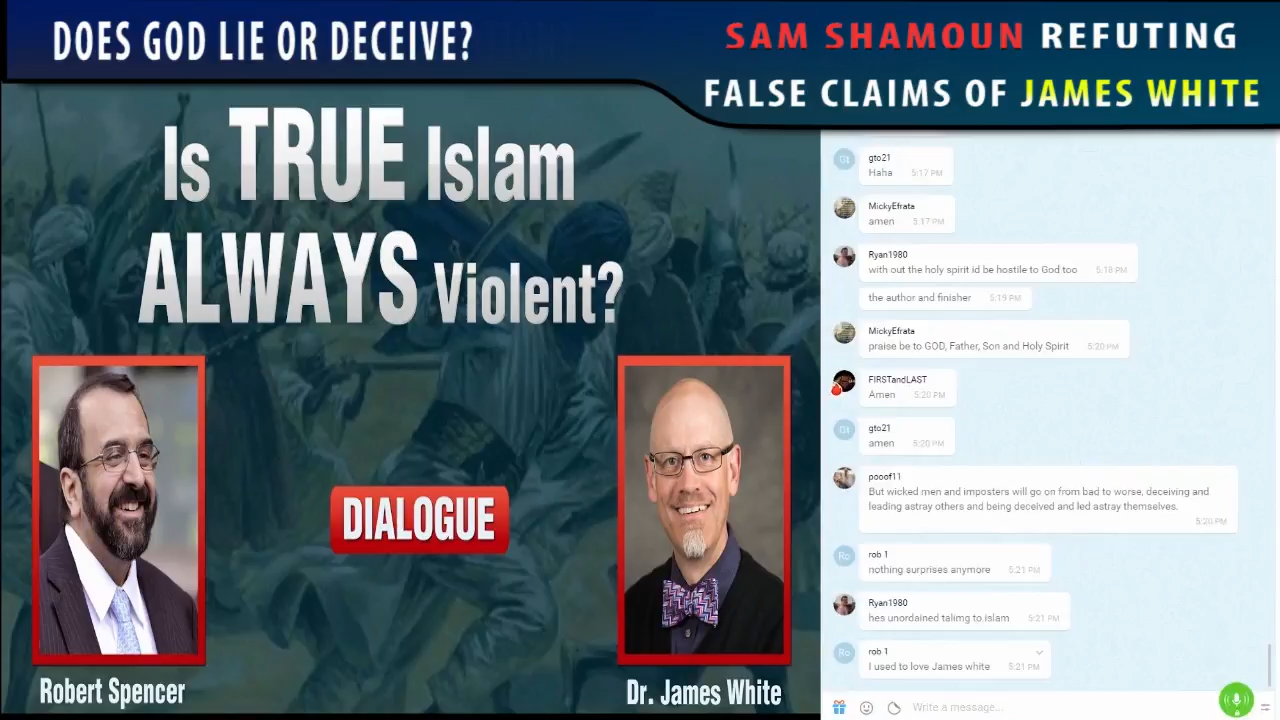 DOES GOD LIE OR DECEIVE?
SAM SHAMOUN REFUTING
FALSE CLAIMS OF JAMES WHITE
Is TRUE Islam
ALWAYS Violent?
DIALOGUE
Robert Spencer
Dr. James White
Gt
gto21
Haha 5:17 PM
MickyEfrata
amen 5:17 PM
Ryan1980
with out the holy spirit id be hostile to God too 5:18 PM
the author and finisher 5:19 PM
MickyEfrata
praise be to GOD, Father, Son and Holy Spirit 5:20 PM
FIRSTandLAST
Amen 5:20 PM
Gt
gto21
amen 5:20 PM
pooof11
But wicked men and imposters will go on from bad to worse, deceiving and
leading astray others and being deceived and led astray themselves.
5:20 PM
Ro
rob 1
nothing surprises anymore 5:21 PM
Ryan1980
hes unordained talimg to islam 5:21 PM
Ro
rob 1
I used to love James white 5:21 PM
Write a message...